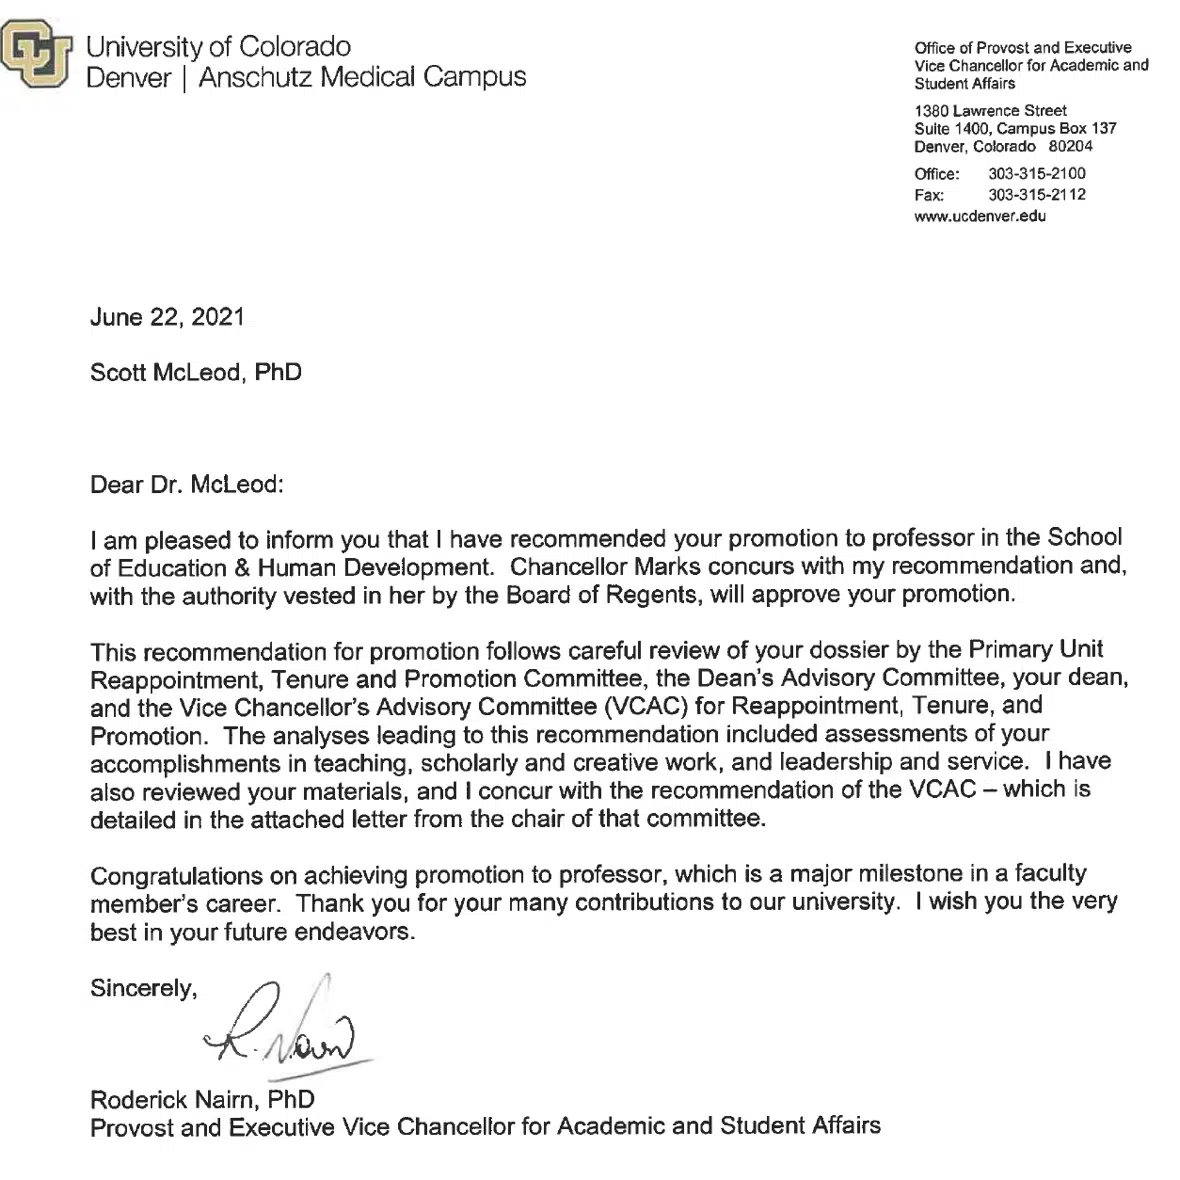 CU
University of Colorado
Denver | Anschutz Medical Campus
Office of Provost and Executive
Vice Chancellor for Academic and
Student Affairs
1380 Lawrence Street
Suite 1400, Campus Box 137
Denver, Colorado 80204
Office: 303-315-2100
Fax: 303-315-2112
www.ucdenver.edu
June 22, 2021
Scott McLeod, PhD
Dear Dr. McLeod:
I am pleased to inform you that I have recommended your promotion to professor in the School
of Education & Human Development. Chancellor Marks concurs with my recommendation and,
with the authority vested in her by the Board of Regents, will approve your promotion.
This recommendation for promotion follows careful review of your dossier by the Primary Unit
Reappointment, Tenure and Promotion Committee, the Dean's Advisory Committee, your dean,
and the Vice Chancellor's Advisory Committee (VCAC) for Reappointment, Tenure, and
Promotion. The analyses leading to this recommendation included assessments of your
accomplishments in teaching, scholarly and creative work, and leadership and service. I have
also reviewed your materials, and I concur with the recommendation of the VCAC – which is
detailed in the attached letter from the chair of that committee.
Congratulations on achieving promotion to professor, which is a major milestone in a faculty
member's career. Thank you for your many contributions to our university. I wish you the very
best in your future endeavors.
Sincerely,
R. Nairn
Roderick Nairn, PhD
Provost and Executive Vice Chancellor for Academic and Student Affairs